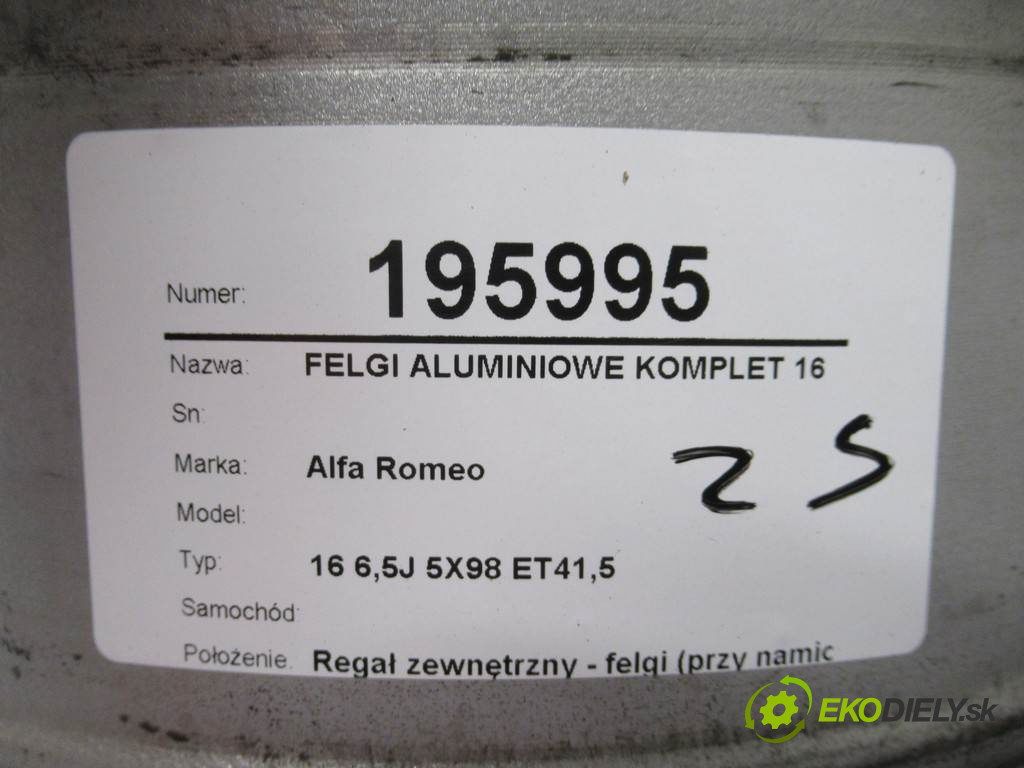 Numer: 195995
Nazwa: FELGI ALUMINIOWE KOMPLET 16
Sn:
Marka: Alfa Romeo
2 S
Model:
Typ: 16 6,5J 5X98 ET41,5
Samochód:
Położenie. Regał zewnętrzny - felgi (przy namic
EKODIELY.sk